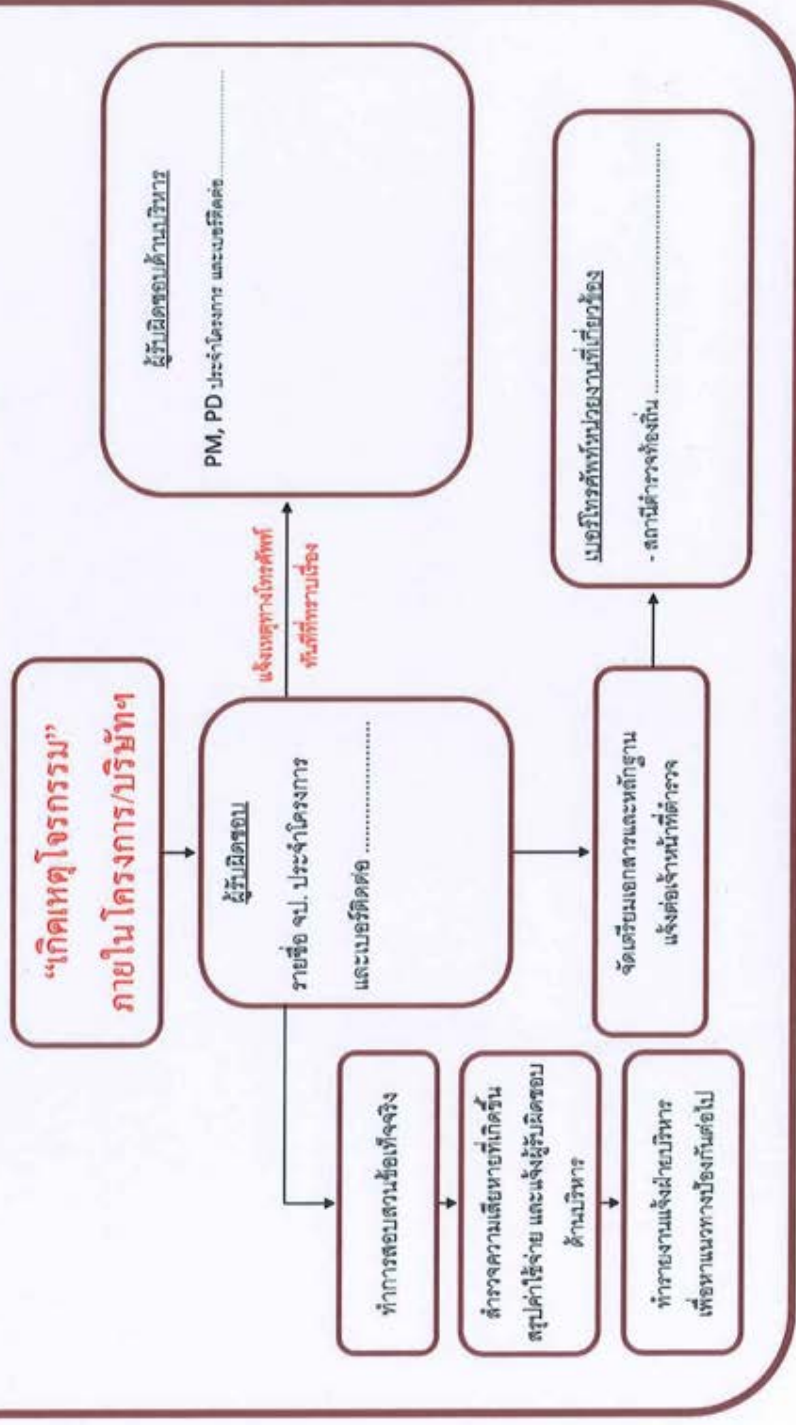 “เกิดเหตุโจรกรรม”
ภายในโครงการ/บริษัทฯ
ผู้รับผิดชอบ
รายชื่อ จป. ประจำโครงการ
และเบอร์ติดต่อ ........................
แจ้งเหตุทางโทรศัพท์
ทันทีที่ทราบเรื่อง
ผู้รับผิดชอบด้านบริหาร
PM, PD ประจำโครงการ และเบอร์ติดต่อ........................
ทำการสอบสวนข้อเท็จจริง
สำรวจความเสียหายที่เกิดขึ้น
สรุปค่าใช้จ่าย และแจ้งผู้รับผิดชอบ
ด้านบริหาร
ทำรายงานแจ้งฝ่ายบริหาร
เพื่อหาแนวทางป้องกันต่อไป
จัดเตรียมเอกสารและหลักฐาน
แจ้งต่อเจ้าหน้าที่ตำรวจ
เบอร์โทรศัพท์หน่วยงานที่เกี่ยวข้อง
- สถานีตำรวจท้องถิ่น ................................................